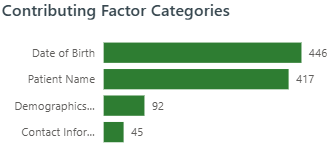 Contributing Factor Categories
Date of Birth 446
Patient Name 417
Demographics... 92
Contact Infor... 45